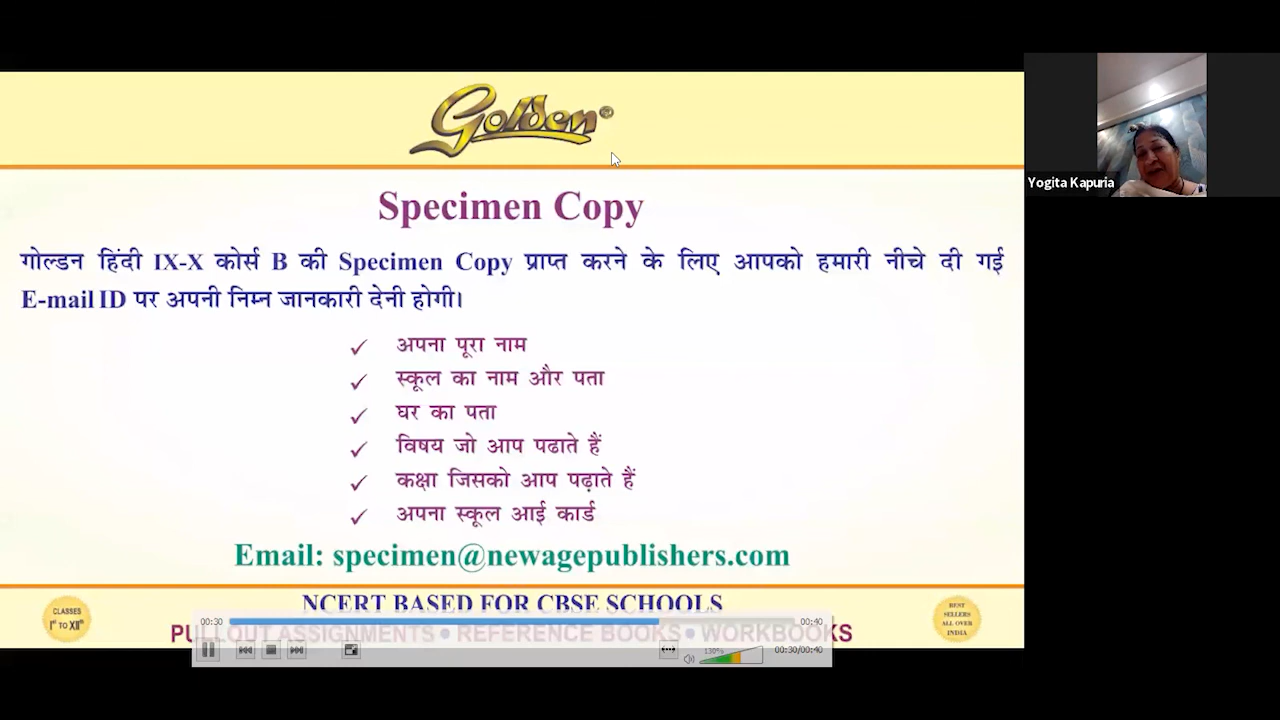 Golden®
Specimen Copy
गोल्डन हिंदी IX-X कोर्स B की Specimen Copy प्राप्त करने के लिए आपको हमारी नीचे दी गई
E-mail ID पर अपनी निम्न जानकारी देनी होगी।
✓ अपना पूरा नाम
✓ स्कूल का नाम और पता
✓ घर का पता
✓ विषय जो आप पढाते हैं
✓ कक्षा जिसको आप पढ़ाते हैं
✓ अपना स्कूल आई कार्ड
Email: specimen@newagepublishers.com
CLASSES
Iˢᵗ TO XIIᵗʰ
NCERT BASED FOR CBSE SCHOOLS
PULLOUT ASSIGNMENTS • REFERENCE BOOKS • WORKBOOKS
BEST
SELLERS
ALL OVER
INDIA
00:30
00:40
130%
00:30/00:40
Yogita Kapuria